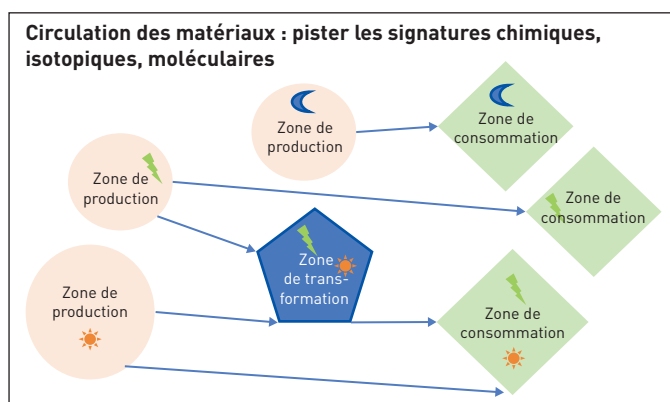 Circulation des matériaux : pister les signatures chimiques,
isotopiques, moléculaires
Zone de
production
Zone de
consommation
Zone de
production
Zone de
consommation
Zone
de trans-
formation
Zone de
production
Zone de
consommation